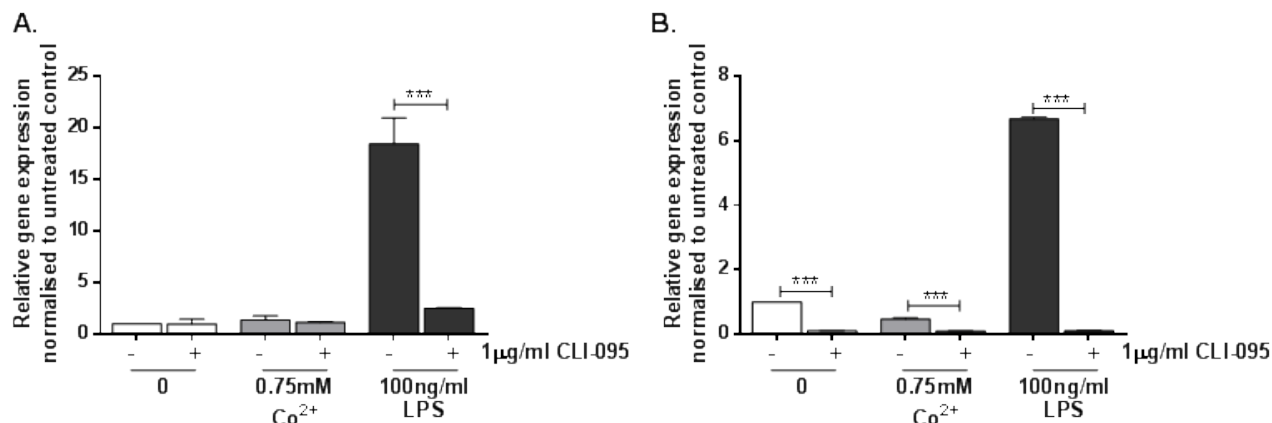 A.
Relative gene expression
normalised to untreated control
25
20
15
10
5
0
***
- + - + - + 1µg/ml CLI-095
0 0.75mM 100ng/ml
Co2+ LPS
B.
Relative gene expression
normalised to untreated control
8
6
4
2
0
***
***
***
- + - + - + 1µg/ml CLI-095
0 0.75mM 100ng/ml
Co2+ LPS